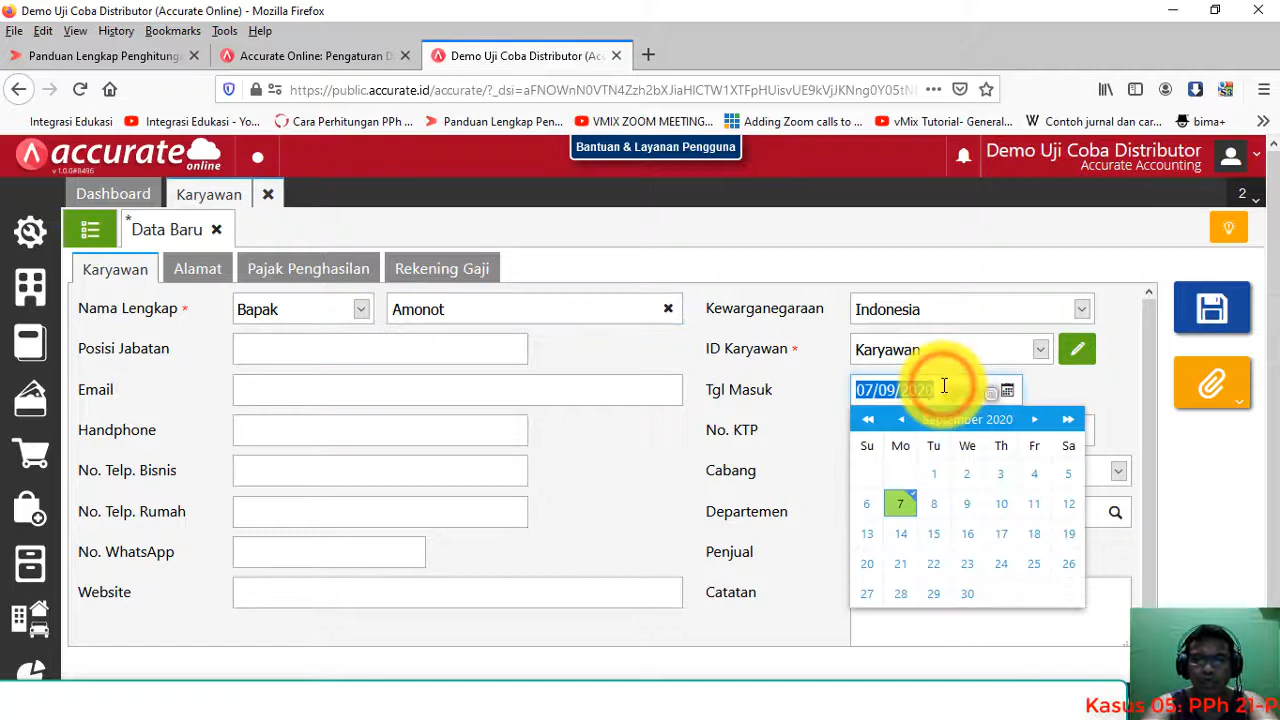 Demo Uji Coba Distributor (Accurate Online) - Mozilla Firefox
File Edit View History Bookmarks Tools Help
Panduan Lengkap Penghitung Accurate Online: Pengaturan D Demo Uji Coba Distributor (Acc
https://public.accurate.id/accurate/?_dsi=
Integrasi Edukasi Integrasi Edukasi - Yo... Cara Perhitungan PPh ... Panduan Lengkap Pen... VMIX ZOOM MEETING... Adding Zoom calls to ... vMix Tutorial- General... Contoh jurnal dan car... bima+
Bantuan & Layanan Pengguna
accurate online
v 1.0.0#8496
Demo Uji Coba Distributor
Accurate Accounting
Dashboard Karyawan 2
* Data Baru
Karyawan Alamat Pajak Penghasilan Rekening Gaji
Nama Lengkap * Bapak Amonot Kewarganegaraan Indonesia
Posisi Jabatan ID Karyawan * Karyawan
Email Tgl Masuk 07/09/2020
September 2020
Handphone No. KTP
Su Mo Tu We Th Fr Sa
No. Telp. Bisnis Cabang 1 2 3 4 5
No. Telp. Rumah Departemen 6 7 8 9 10 11 12
13 14 15 16 17 18 19
No. WhatsApp Penjual 20 21 22 23 24 25 26
Website Catatan 27 28 29 30
Kasus 05: PPh 21-P